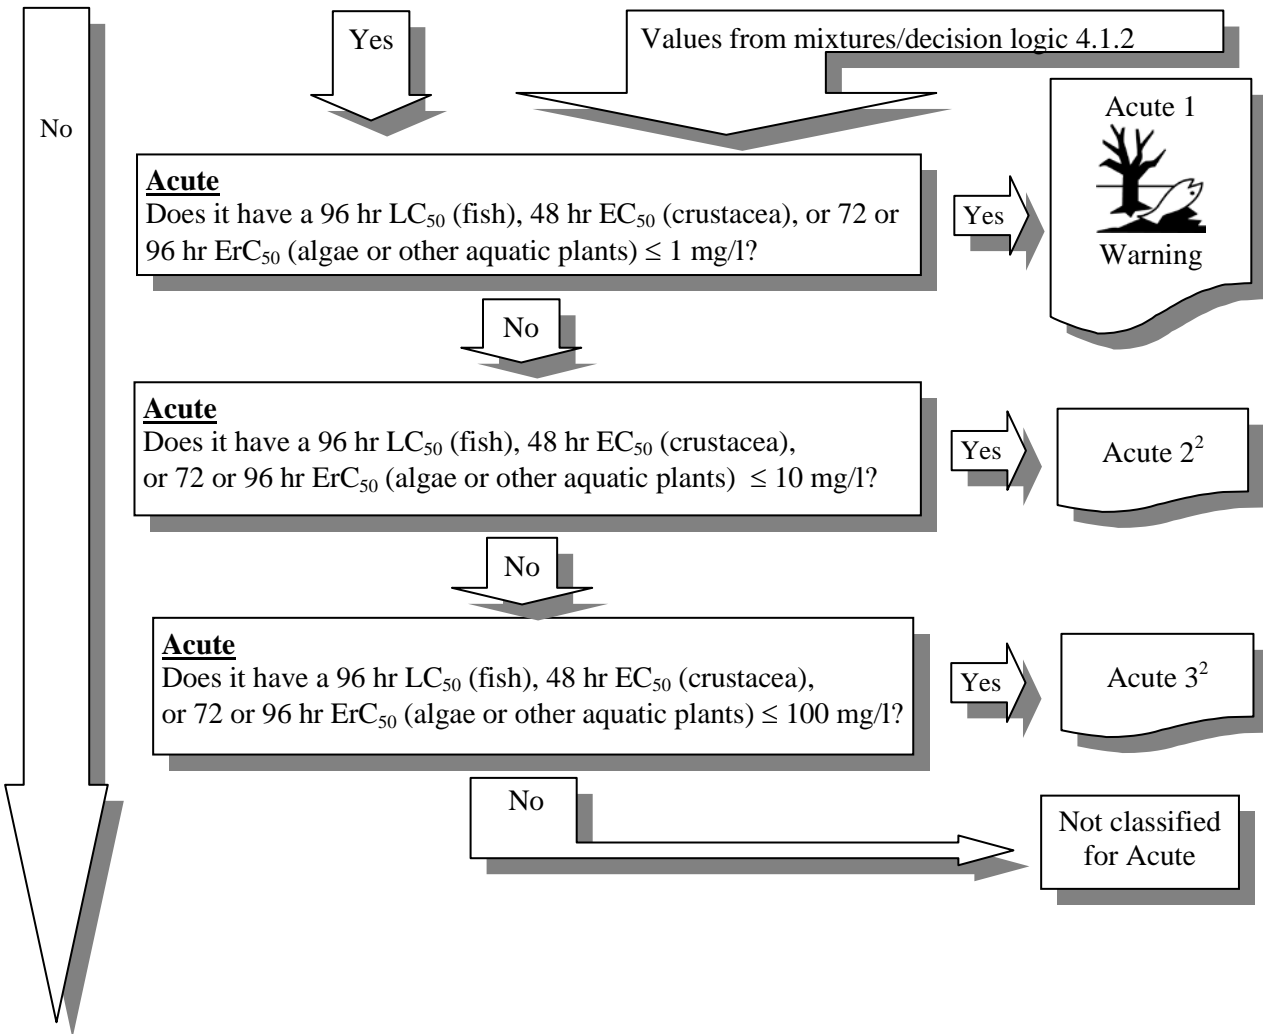 Yes
Values from mixtures/decision logic 4.1.2
No
Acute 1
Warning
Acute
Does it have a 96 hr LC₅₀ (fish), 48 hr EC₅₀ (crustacea), or 72 or
96 hr ErC₅₀ (algae or other aquatic plants) ≤ 1 mg/l?
Yes
No
Acute
Does it have a 96 hr LC₅₀ (fish), 48 hr EC₅₀ (crustacea),
or 72 or 96 hr ErC₅₀ (algae or other aquatic plants) ≤ 10 mg/l?
Yes
Acute 2²
No
Acute
Does it have a 96 hr LC₅₀ (fish), 48 hr EC₅₀ (crustacea),
or 72 or 96 hr ErC₅₀ (algae or other aquatic plants) ≤ 100 mg/l?
Yes
Acute 3²
No
Not classified
for Acute